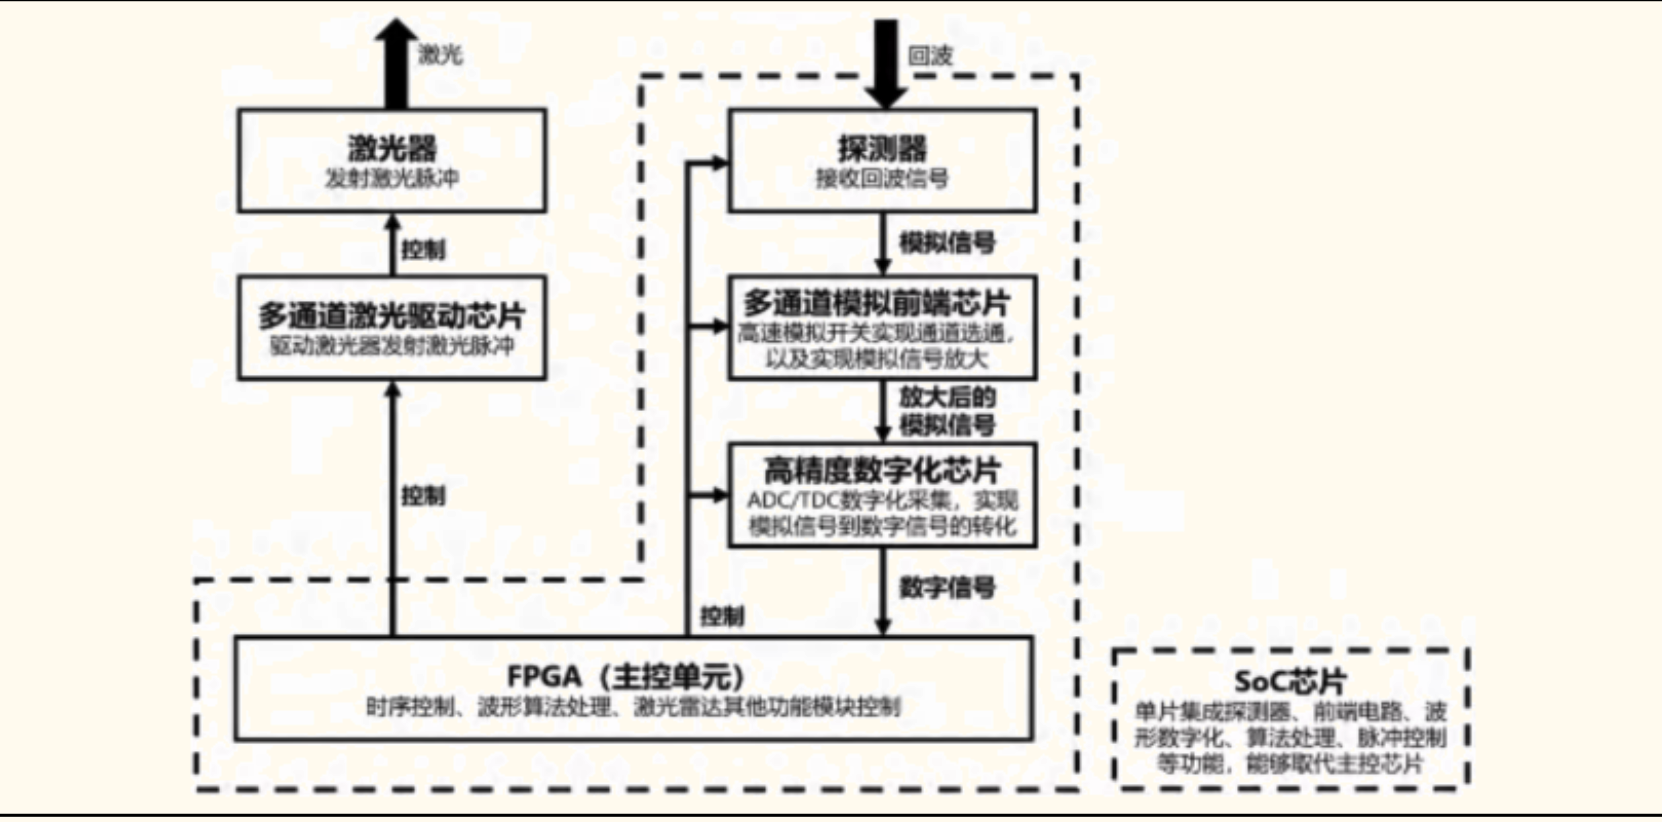 激光
回波
激光器
发射激光脉冲
控制
多通道激光驱动芯片
驱动激光器发射激光脉冲
控制
探测器
接收回波信号
模拟信号
多通道模拟前端芯片
高速模拟开关实现通道选通，
以及实现模拟信号放大
放大后的
模拟信号
高精度数字化芯片
ADC/TDC数字化采集，实现
模拟信号到数字信号的转化
数字信号
控制
FPGA（主控单元）
时序控制、波形算法处理、激光雷达其他功能模块控制
SoC芯片
单片集成探测器、前端电路、波
形数字化、算法处理、脉冲控制
等功能，能够取代主控芯片